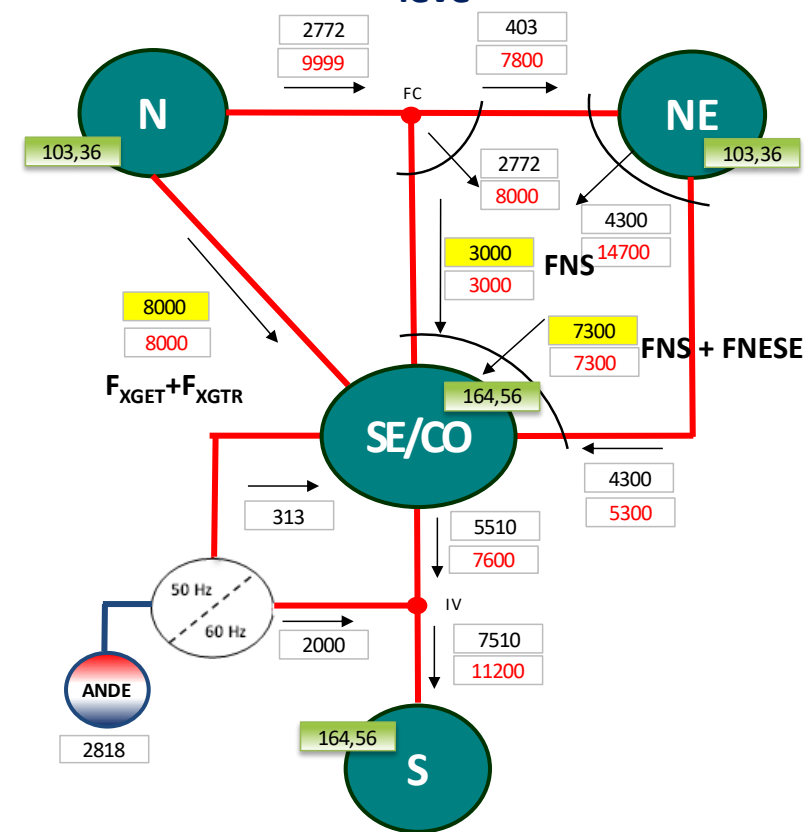 leve
2772
9999
403
7800
FC
N
NE
103,36
103,36
2772
8000
4300
14700
3000
3000
FNS
8000
8000
7300
7300
FNS + FNESE
FXGET+FXGTR
164,56
SE/CO
4300
5300
313
5510
7600
50 Hz
60 Hz
IV
2000
7510
11200
ANDE
2818
164,56
S